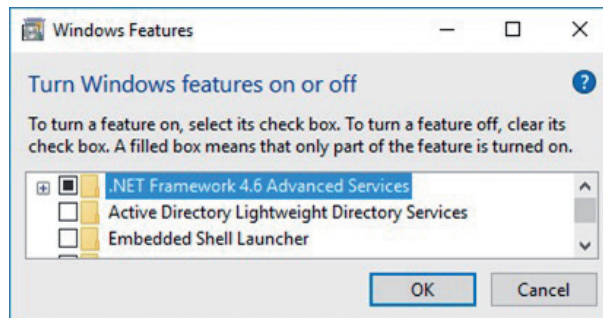 Windows Features
Turn Windows features on or off
?
To turn a feature on, select its check box. To turn a feature off, clear its
check box. A filled box means that only part of the feature is turned on.
.NET Framework 4.6 Advanced Services
Active Directory Lightweight Directory Services
Embedded Shell Launcher
OK Cancel